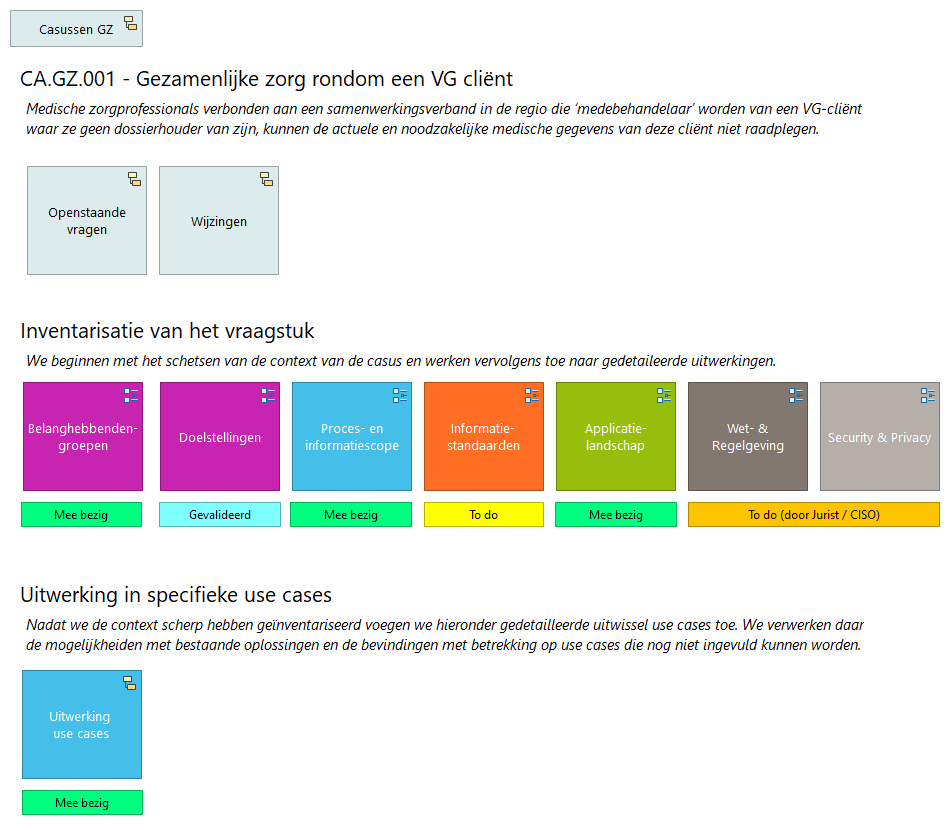 Casussen GZ
CA.GZ.001 - Gezamenlijke zorg rondom een VG cliënt
Medische zorgprofessionals verbonden aan een samenwerkingsverband in de regio die ‘medebehandelaar’ worden van een VG-cliënt
waar ze geen dossierhouder van zijn, kunnen de actuele en noodzakelijke medische gegevens van deze cliënt niet raadplegen.
Openstaande
vragen
Wijzingen
Inventarisatie van het vraagstuk
We beginnen met het schetsen van de context van de casus en werken vervolgens toe naar gedetaileerde uitwerkingen.
Belanghebbenden-
groepen
Doelstellingen
Proces- en
informatiescope
Informatie-
standaarden
Applicatie-
landschap
Wet- &
Regelgeving
Security & Privacy
Mee bezig
Gevalideerd
Mee bezig
To do
Mee bezig
To do (door Jurist / CISO)
Uitwerking in specifieke use cases
Nadat we de context scherp hebben geïnventariseerd voegen we hieronder gedetailleerde uitwissel use cases toe. We verwerken daar
de mogelijkheden met bestaande oplossingen en de bevindingen met betrekking op use cases die nog niet ingevuld kunnen worden.
Uitwerking
use cases
Mee bezig